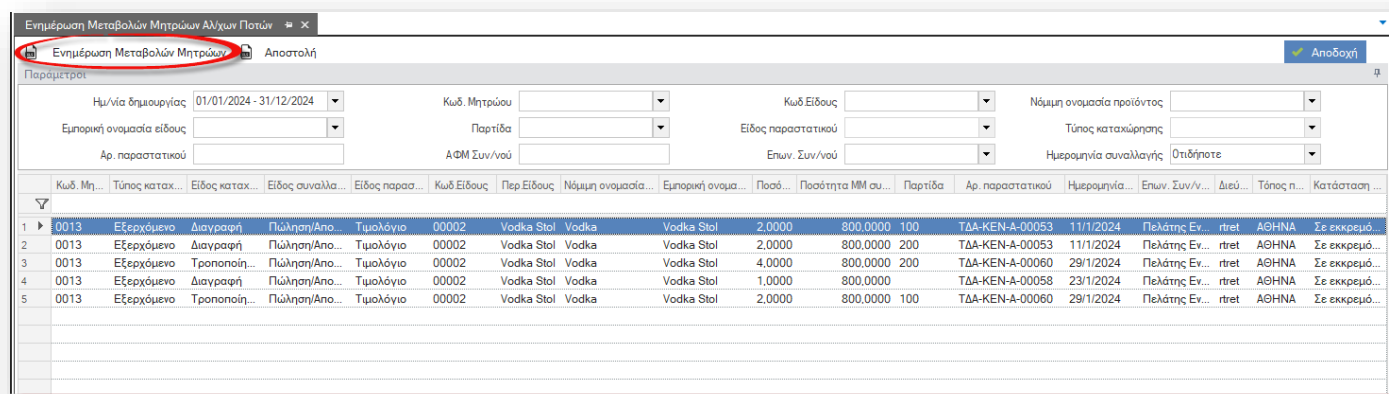 Ενημέρωση Μεταβολών Μητρώων Αλ/χων Ποτών
Ενημέρωση Μεταβολών Μητρώων Αποστολή Αποδοχή
Παράμετροι
Ημ/νία δημιουργίας 01/01/2024 - 31/12/2024 Κωδ. Μητρώου Κωδ.Είδους Νόμιμη ονομασία προϊόντος
Εμπορική ονομασία είδους Παρτίδα Είδος παραστατικού Τύπος καταχώρησης
Αρ. παραστατικού ΑΦΜ Συν/νού Επων. Συν/νού Ημερομηνία συναλλαγής Οτιδήποτε
Κωδ. Μη... Τύπος καταχ... Είδος καταχ... Είδος συναλλα... Είδος παρασ... Κωδ.Είδους Περ.Είδους Νόμιμη ονομασία... Εμπορική ονομα... Ποσό... Ποσότητα ΜΜ συ... Παρτίδα Αρ. παραστατικού Ημερομηνία... Επων. Συν/ν... Διεύ... Τόπος π... Κατάσταση ...
1 0013 Εξερχόμενο Διαγραφή Πώληση/Απο... Τιμολόγιο 00002 Vodka Stol Vodka Vodka Stol 2,0000 800,0000 100 ΤΔΑ-ΚΕΝ-Α-00053 11/1/2024 Πελάτης Εν... rtret ΑΘΗΝΑ Σε εκκρεμό...
2 0013 Εξερχόμενο Διαγραφή Πώληση/Απο... Τιμολόγιο 00002 Vodka Stol Vodka Vodka Stol 2,0000 800,0000 200 ΤΔΑ-ΚΕΝ-Α-00053 11/1/2024 Πελάτης Εν... rtret ΑΘΗΝΑ Σε εκκρεμό...
3 0013 Εξερχόμενο Τροποποίη... Πώληση/Απο... Τιμολόγιο 00002 Vodka Stol Vodka Vodka Stol 4,0000 800,0000 200 ΤΔΑ-ΚΕΝ-Α-00060 29/1/2024 Πελάτης Εν... rtret ΑΘΗΝΑ Σε εκκρεμό...
4 0013 Εξερχόμενο Διαγραφή Πώληση/Απο... Τιμολόγιο 00002 Vodka Stol Vodka Vodka Stol 1,0000 800,0000 ΤΔΑ-ΚΕΝ-Α-00058 23/1/2024 Πελάτης Εν... rtret ΑΘΗΝΑ Σε εκκρεμό...
5 0013 Εξερχόμενο Τροποποίη... Πώληση/Απο... Τιμολόγιο 00002 Vodka Stol Vodka Vodka Stol 2,0000 800,0000 100 ΤΔΑ-ΚΕΝ-Α-00060 29/1/2024 Πελάτης Εν... rtret ΑΘΗΝΑ Σε εκκρεμό...